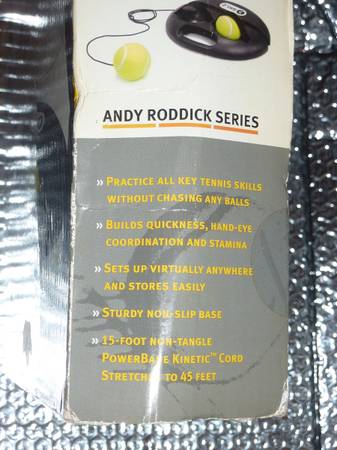 ANDY RODDICK SERIES
» PRACTICE ALL KEY TENNIS SKILLS
WITHOUT CHASING ANY BALLS
» BUILDS QUICKNESS, HAND-EYE
COORDINATION AND STAMINA
» SETS UP VIRTUALLY ANYWHERE
AND STORES EASILY
» STURDY NON-SLIP BASE
» 15-FOOT NON-TANGLE
POWERBASE KINETIC™ CORD
TO 45 FEET